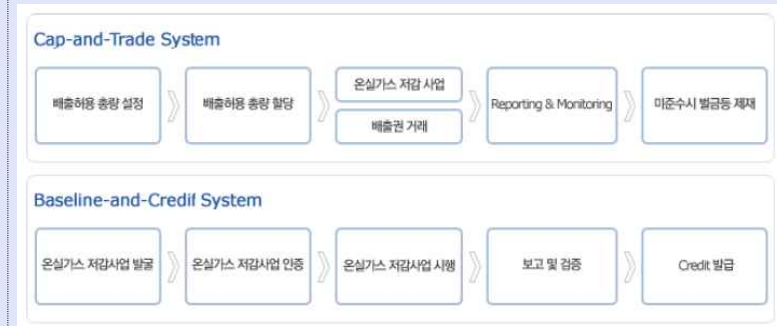 Cap-and-Trade System
배출허용 총량 설정
배출허용 총량 할당
온실가스 저감 사업
배출권 거래
Reporting & Monitoring
미준수시 벌금등 제재
Baseline-and-Credif System
온실가스 저감사업 발굴
온실가스 저감사업 인증
온실가스 저감사업 시행
보고 및 검증
Credit 발급